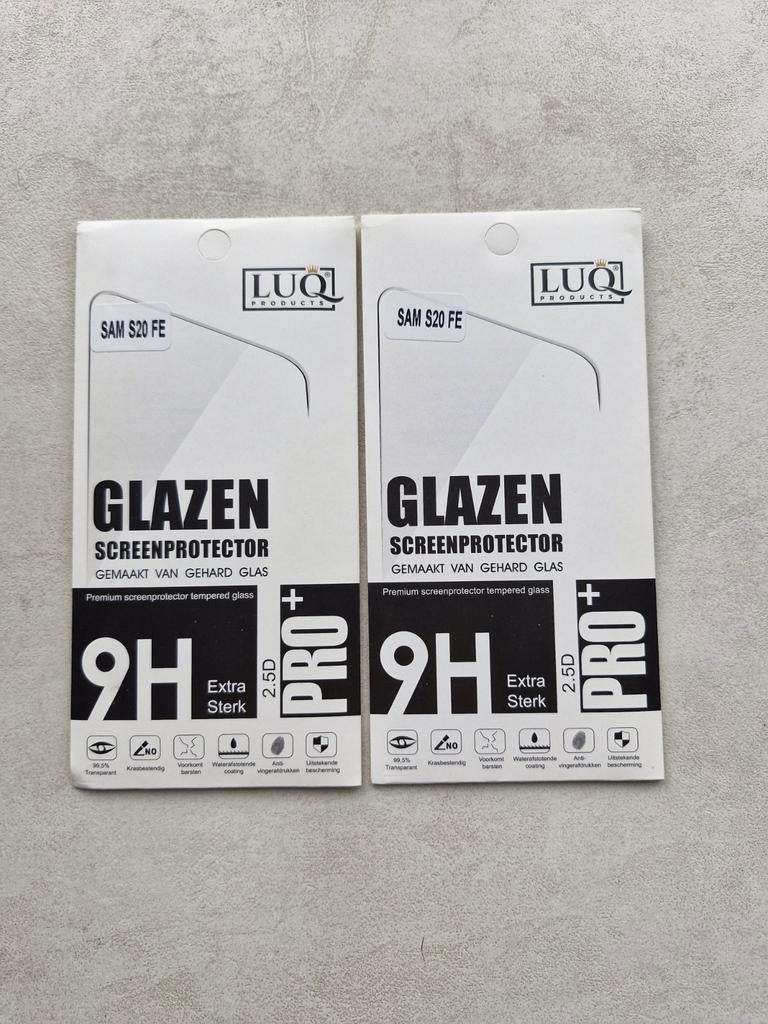 LUQ®
PRODUCTS
SAM S20 FE
GLAZEN
SCREENPROTECTOR
GEMAAKT VAN GEHARD GLAS
Premium screenprotector tempered glass
9H
Extra
Sterk
2.5D
PRO+
99,5%
Transparant
NO
Krasbestendig
Voorkomt
barsten
Waterafstotende
coating
Anti-
vingerafdrukken
Uitstekende
bescherming
LUQ®
PRODUCTS
SAM S20 FE
GLAZEN
SCREENPROTECTOR
GEMAAKT VAN GEHARD GLAS
Premium screenprotector tempered glass
9H
Extra
Sterk
2.5D
PRO+
99,5%
Transparant
NO
Krasbestendig
Voorkomt
barsten
Waterafstotende
coating
Anti-
vingerafdrukken
Uitstekende
bescherming